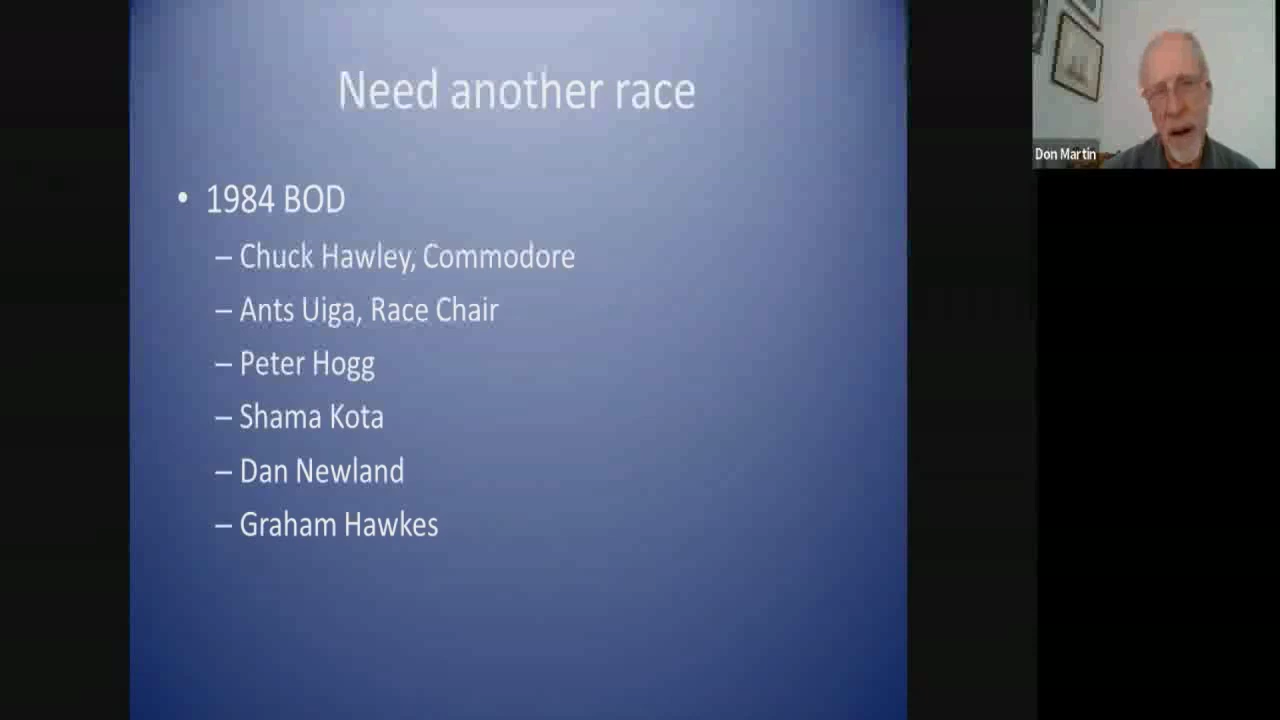 Need another race
• 1984 BOD
– Chuck Hawley, Commodore
– Ants Uiga, Race Chair
– Peter Hogg
– Shama Kota
– Dan Newland
– Graham Hawkes
Don Martin